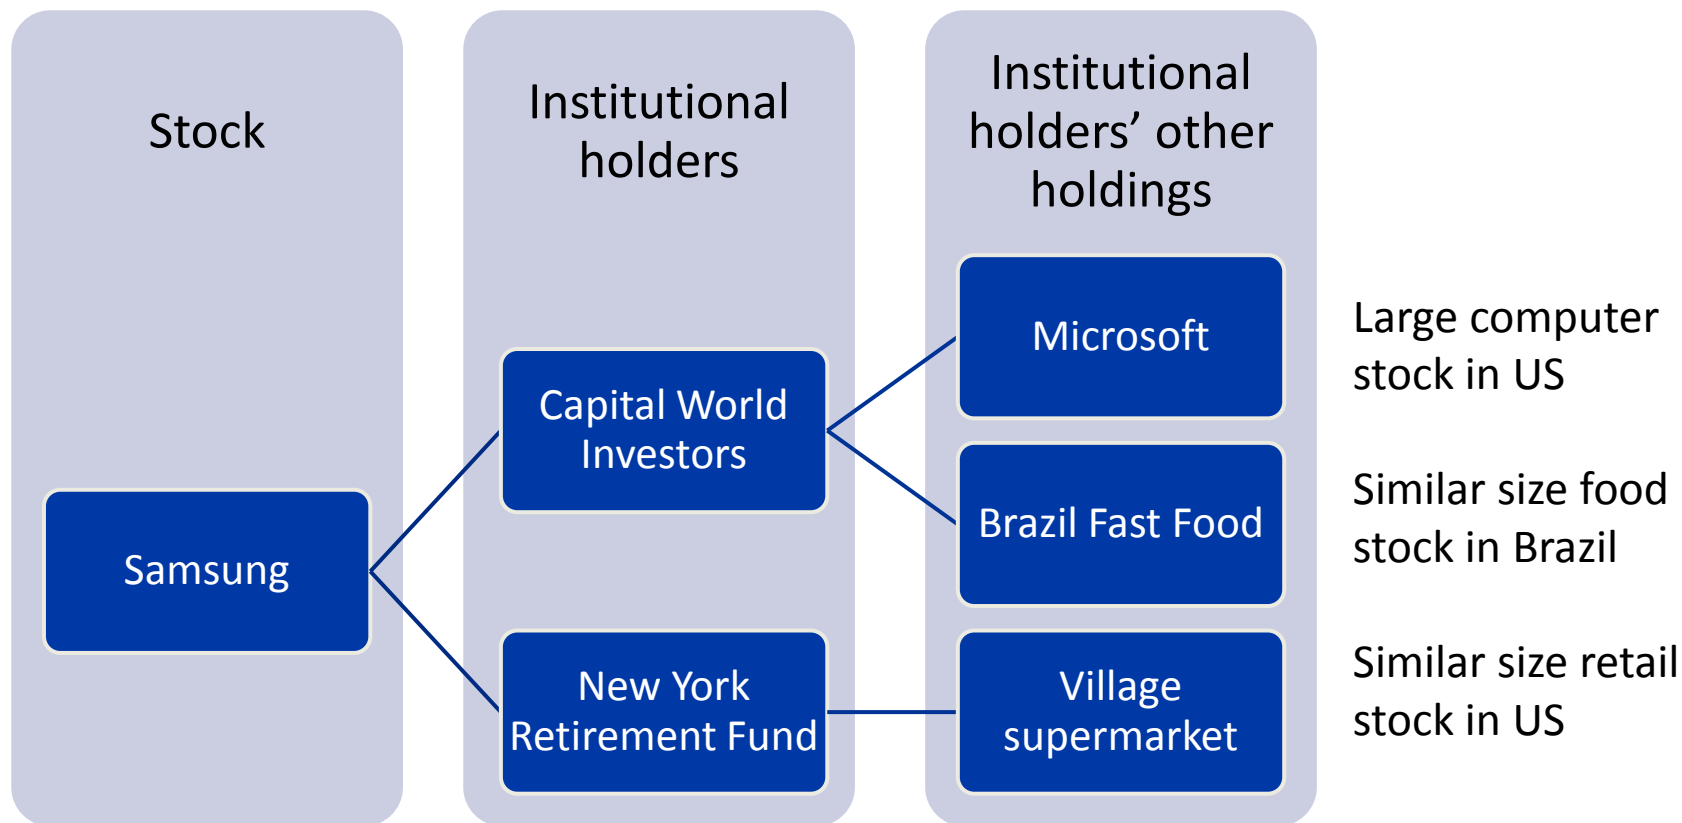 Stock
Institutional
holders
Institutional
holders’ other
holdings
Samsung
Capital World
Investors
New York
Retirement Fund
Microsoft
Brazil Fast Food
Village
supermarket
Large computer
stock in US
Similar size food
stock in Brazil
Similar size retail
stock in US